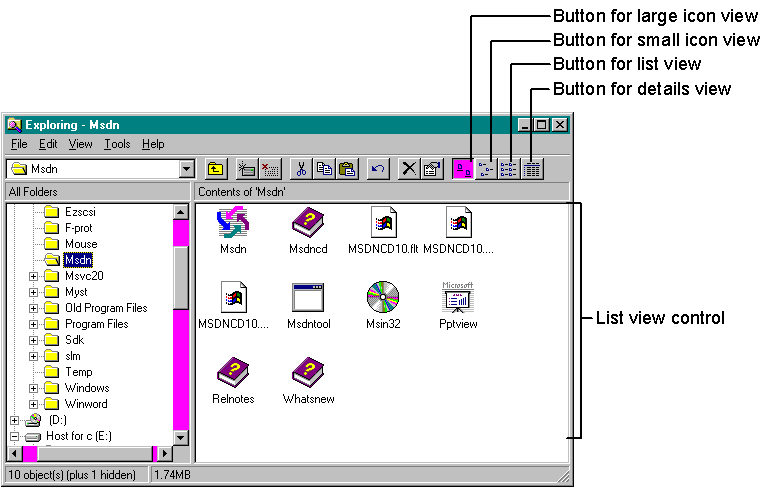 Button for large icon view
Button for small icon view
Button for list view
Button for details view
Exploring - Msdn
File Edit View Tools Help
Msdn
All Folders
Contents of 'Msdn'
Ezscsi
F-prot
Mouse
Msdn
Msvc20
Myst
Old Program Files
Program Files
Sdk
slm
Temp
Windows
Winword
(D:)
Host for c (E:)
Msdn Msdncd MSDNCD10.flt MSDNCD10....
Microsoft
MSDNCD10.... Msdntool Msin32 Pptview
Relnotes Whatsnew
List view control
10 object(s) (plus 1 hidden) 1.74MB